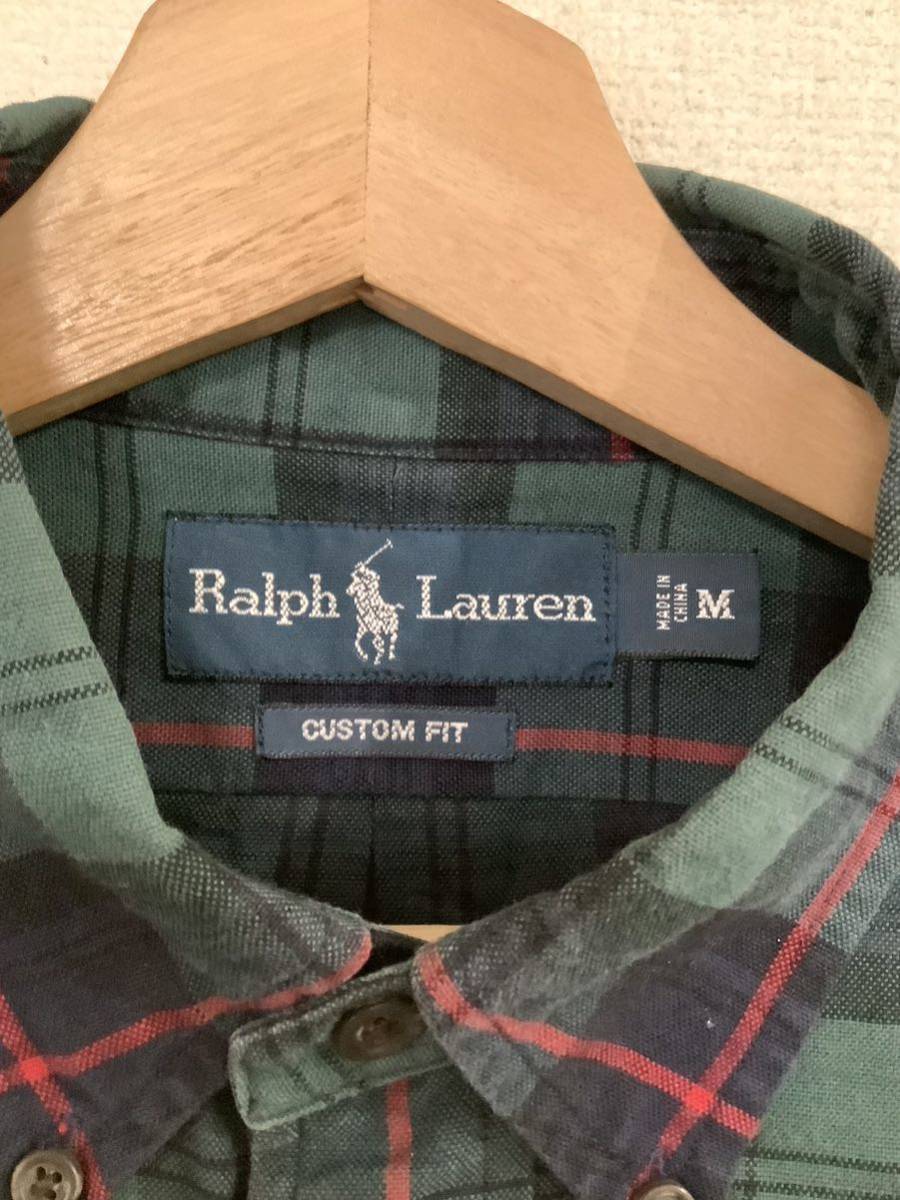 Ralph Lauren
MADE IN
CHINA
M
CUSTOM FIT